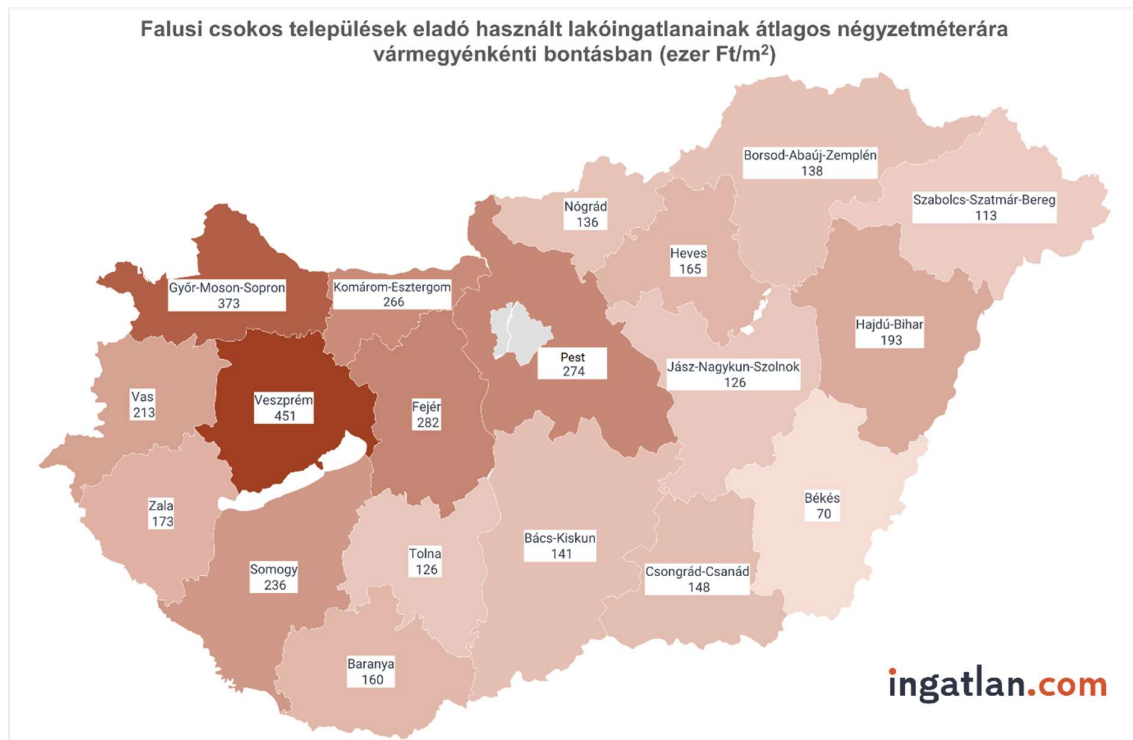 Falusi csokos települések eladó használt lakóingatlanainak átlagos négyzetméterára
vármegyénkénti bontásban (ezer Ft/m²)
Borsod-Abaúj-Zemplén
138
Szabolcs-Szatmár-Bereg
113
Nógrád
136
Heves
165
Győr-Moson-Sopron
373
Komárom-Esztergom
266
Hajdú-Bihar
193
Pest
274
Jász-Nagykun-Szolnok
126
Vas
213
Veszprém
451
Fejér
282
Zala
173
Békés
70
Bács-Kiskun
141
Tolna
126
Somogy
236
Csongrád-Csanád
148
Baranya
160
ingatlan.com